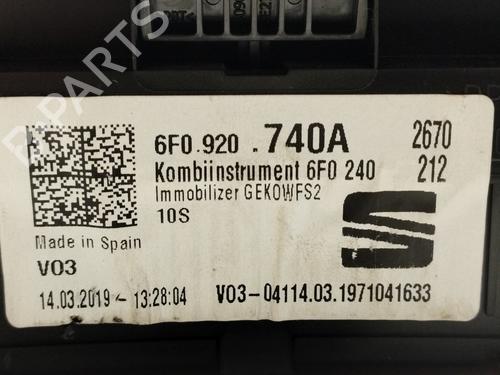 6F0.920 .740A 2670
Kombiinstrument 6F0 240 212
Immobilizer GEKOWFS2
10S
Made in Spain
V03
14.03.2019 - 13:28:04 V03-04114.03.1971041633